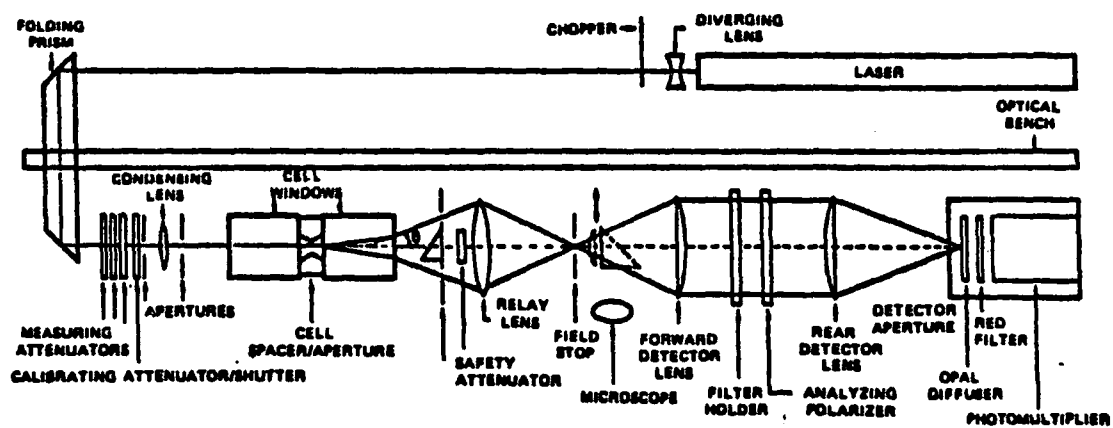 FOLDING
PRISM
CHOPPER
DIVERGING
LENS
LASER
OPTICAL
BENCH
CONDENSING
LENS
CELL
WINDOWS
θ
MEASURING
ATTENUATORS
APERTURES
CALIBRATING ATTENUATOR/SHUTTER
CELL
SPACER/APERTURE
SAFETY
ATTENUATOR
RELAY
LENS
FIELD
STOP
MICROSCOPE
FORWARD
DETECTOR
LENS
FILTER
HOLDER
ANALYZING
POLARIZER
REAR
DETECTOR
LENS
DETECTOR
APERTURE
OPAL
DIFFUSER
RED
FILTER
PHOTOMULTIPLIER